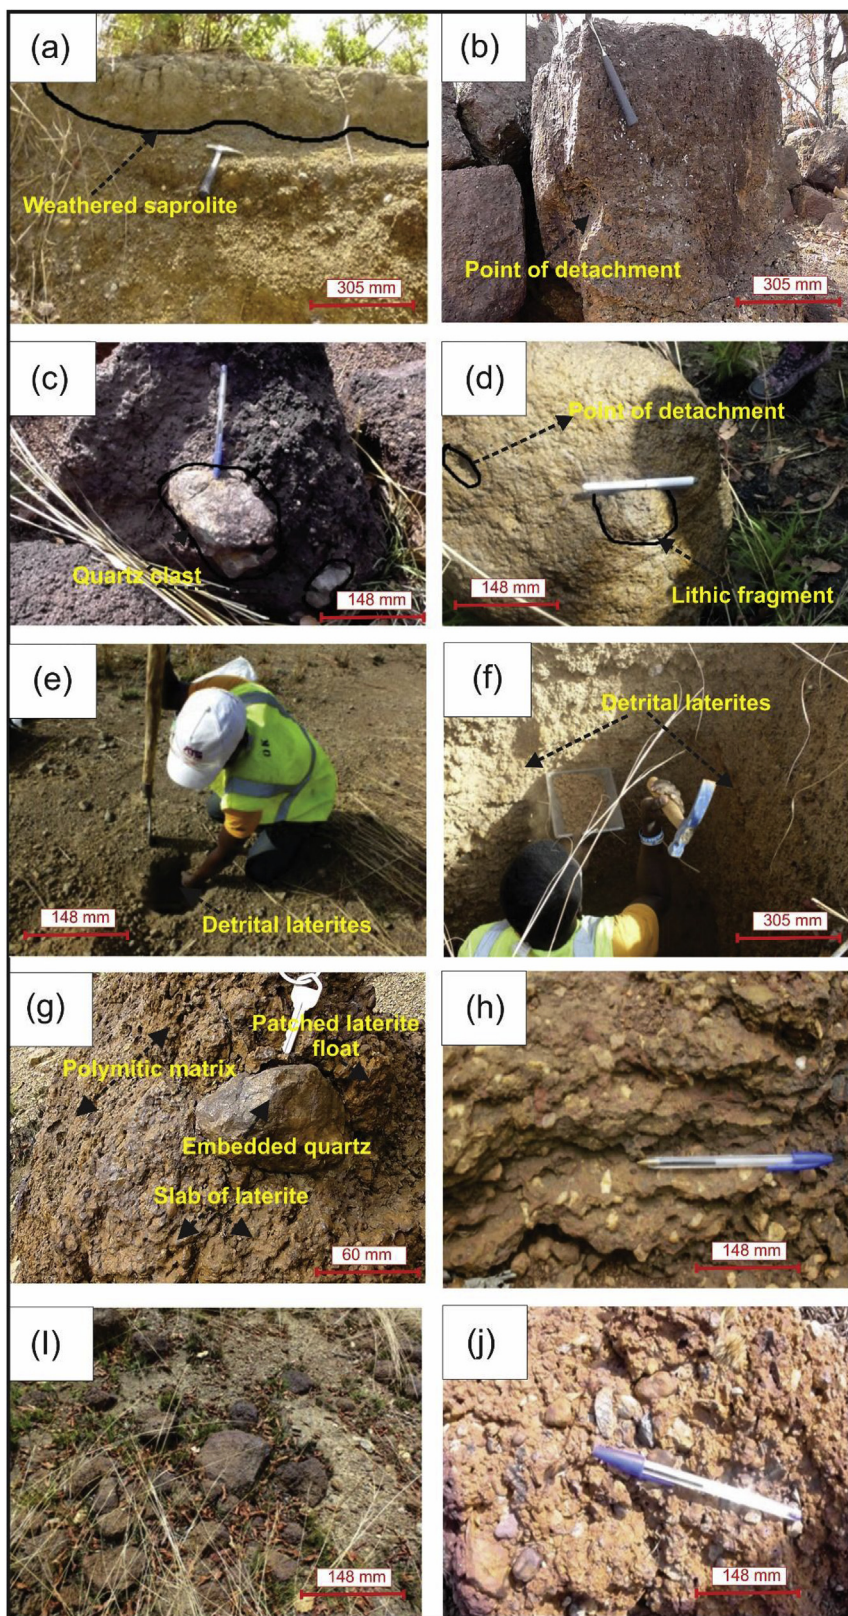 (a)
Weathered saprolite
305 mm
(b)
Point of detachment
305 mm
(c)
Quartz clast
148 mm
(d)
Point of detachment
Lithic fragment
148 mm
(e)
148 mm
Detrital laterites
(f)
Detrital laterites
305 mm
(g)
Patched laterite
float
Polymitic matrix
Embedded quartz
Slab of laterite
60 mm
(h)
148 mm
(I)
148 mm
(j)
148 mm